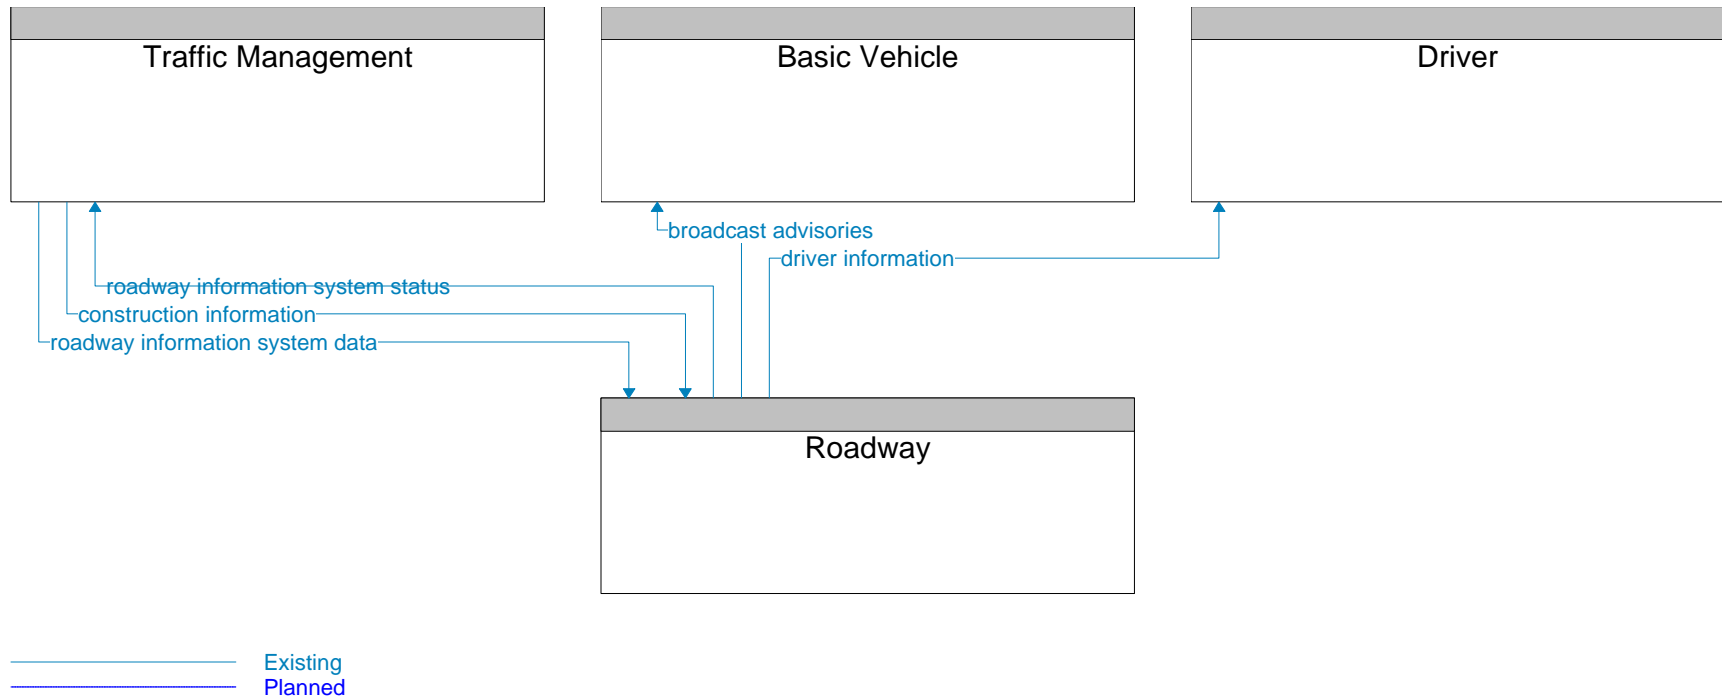 Traffic Management
Basic Vehicle
Driver
broadcast advisories
driver information
roadway information system status
construction information
roadway information system data
Roadway
Existing
Planned